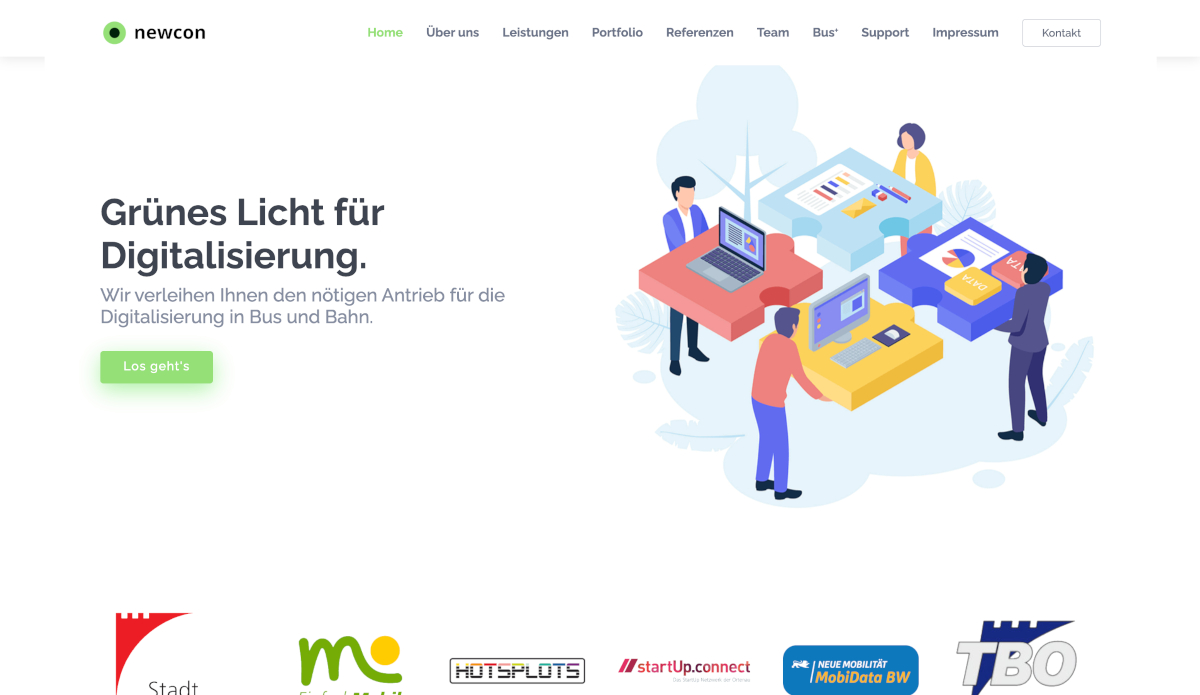 newcon
Home Über uns Leistungen Portfolio Referenzen Team Bus⁺ Support Impressum Kontakt
Grünes Licht für
Digitalisierung.
Wir verleihen Ihnen den nötigen Antrieb für die
Digitalisierung in Bus und Bahn.
Los geht's
DATA
DATA
Stadt
m
Einfach Mobil
HOTSPLOTS
startUp.connect
NEUE MOBILITÄT
MobiData BW
TBO